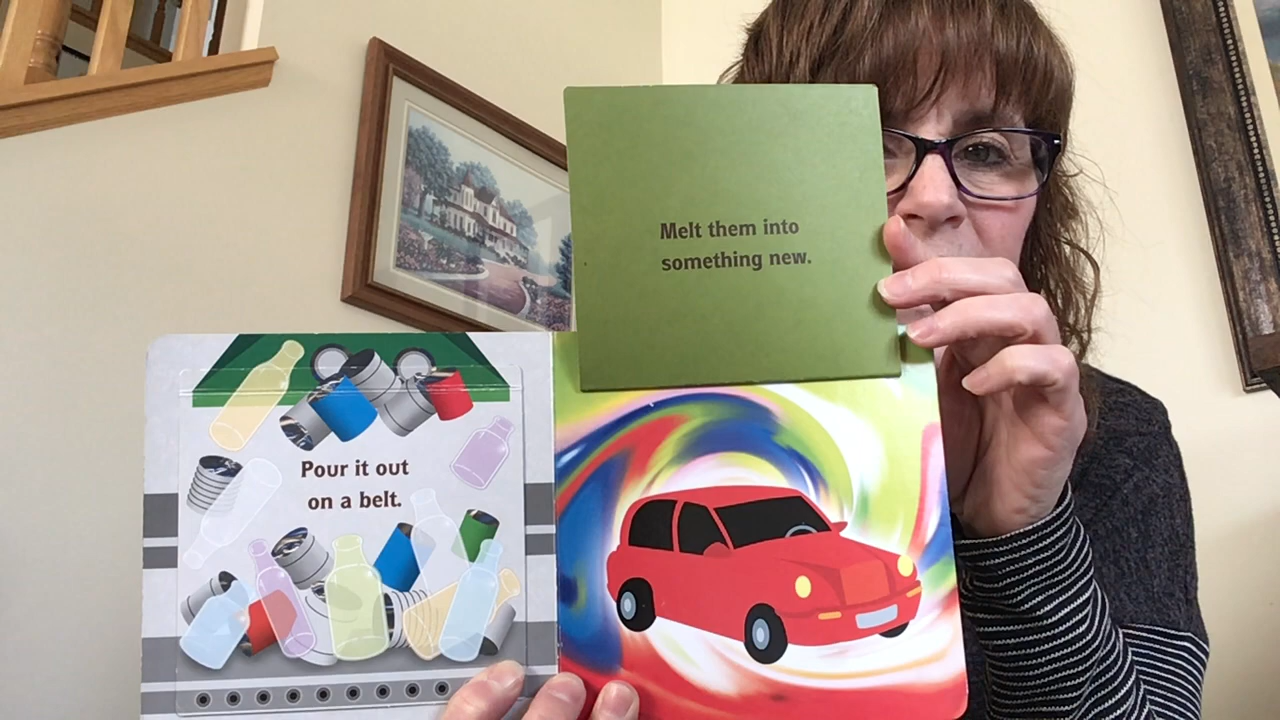 Pour it out
on a belt.
Melt them into
something new.